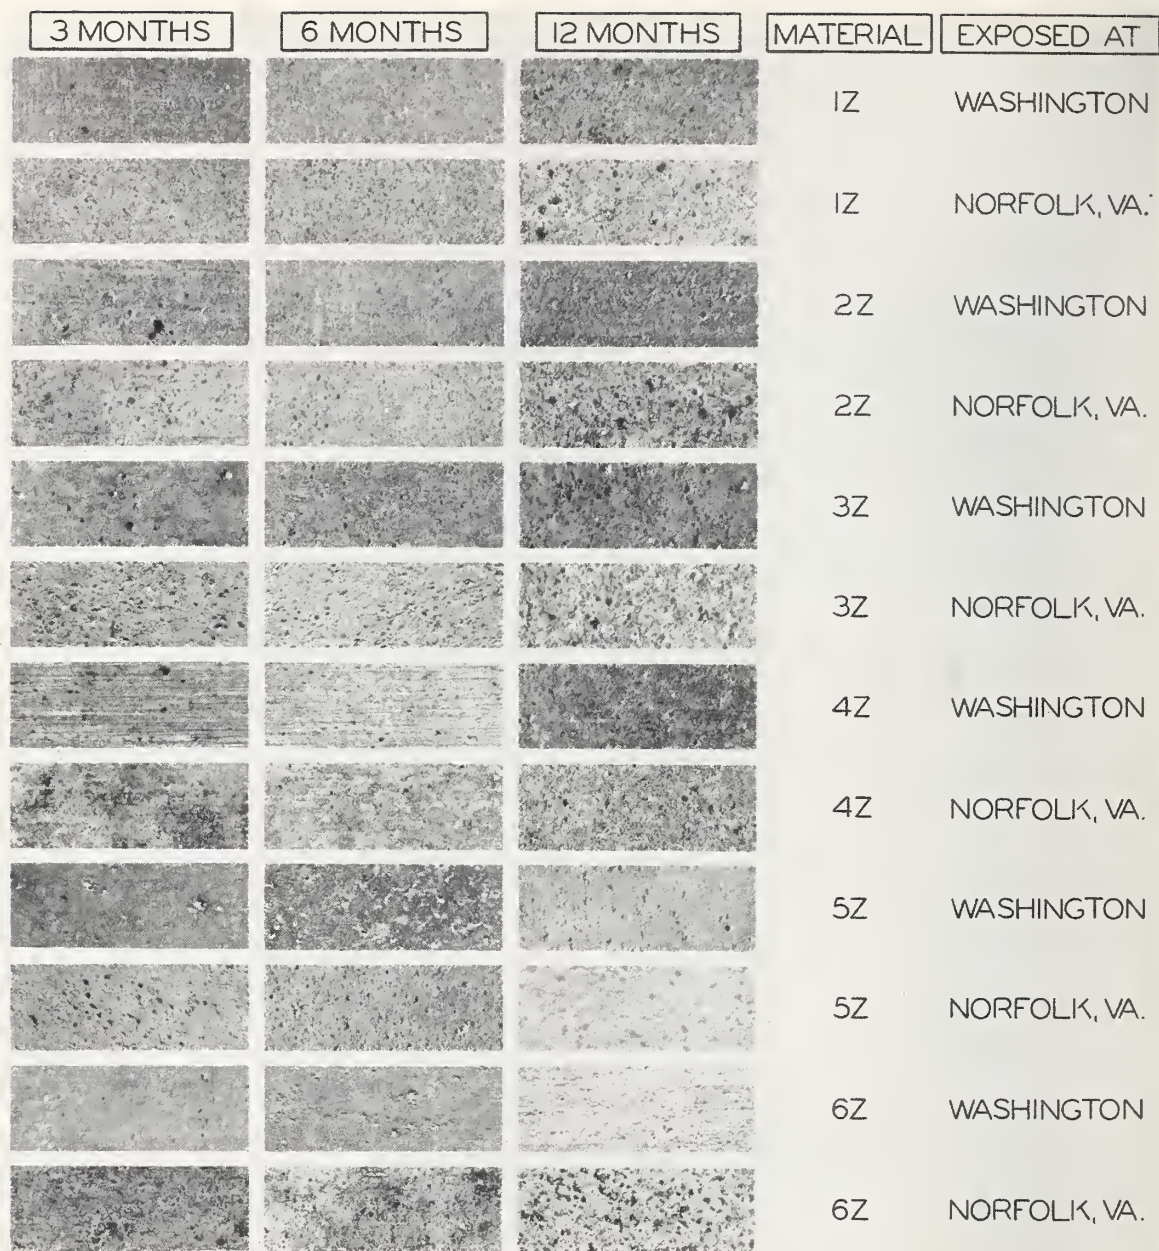 3 MONTHS 6 MONTHS 12 MONTHS MATERIAL EXPOSED AT
1Z WASHINGTON
1Z NORFOLK, VA.
2Z WASHINGTON
2Z NORFOLK, VA.
3Z WASHINGTON
3Z NORFOLK, VA.
4Z WASHINGTON
4Z NORFOLK, VA.
5Z WASHINGTON
5Z NORFOLK, VA.
6Z WASHINGTON
6Z NORFOLK, VA.